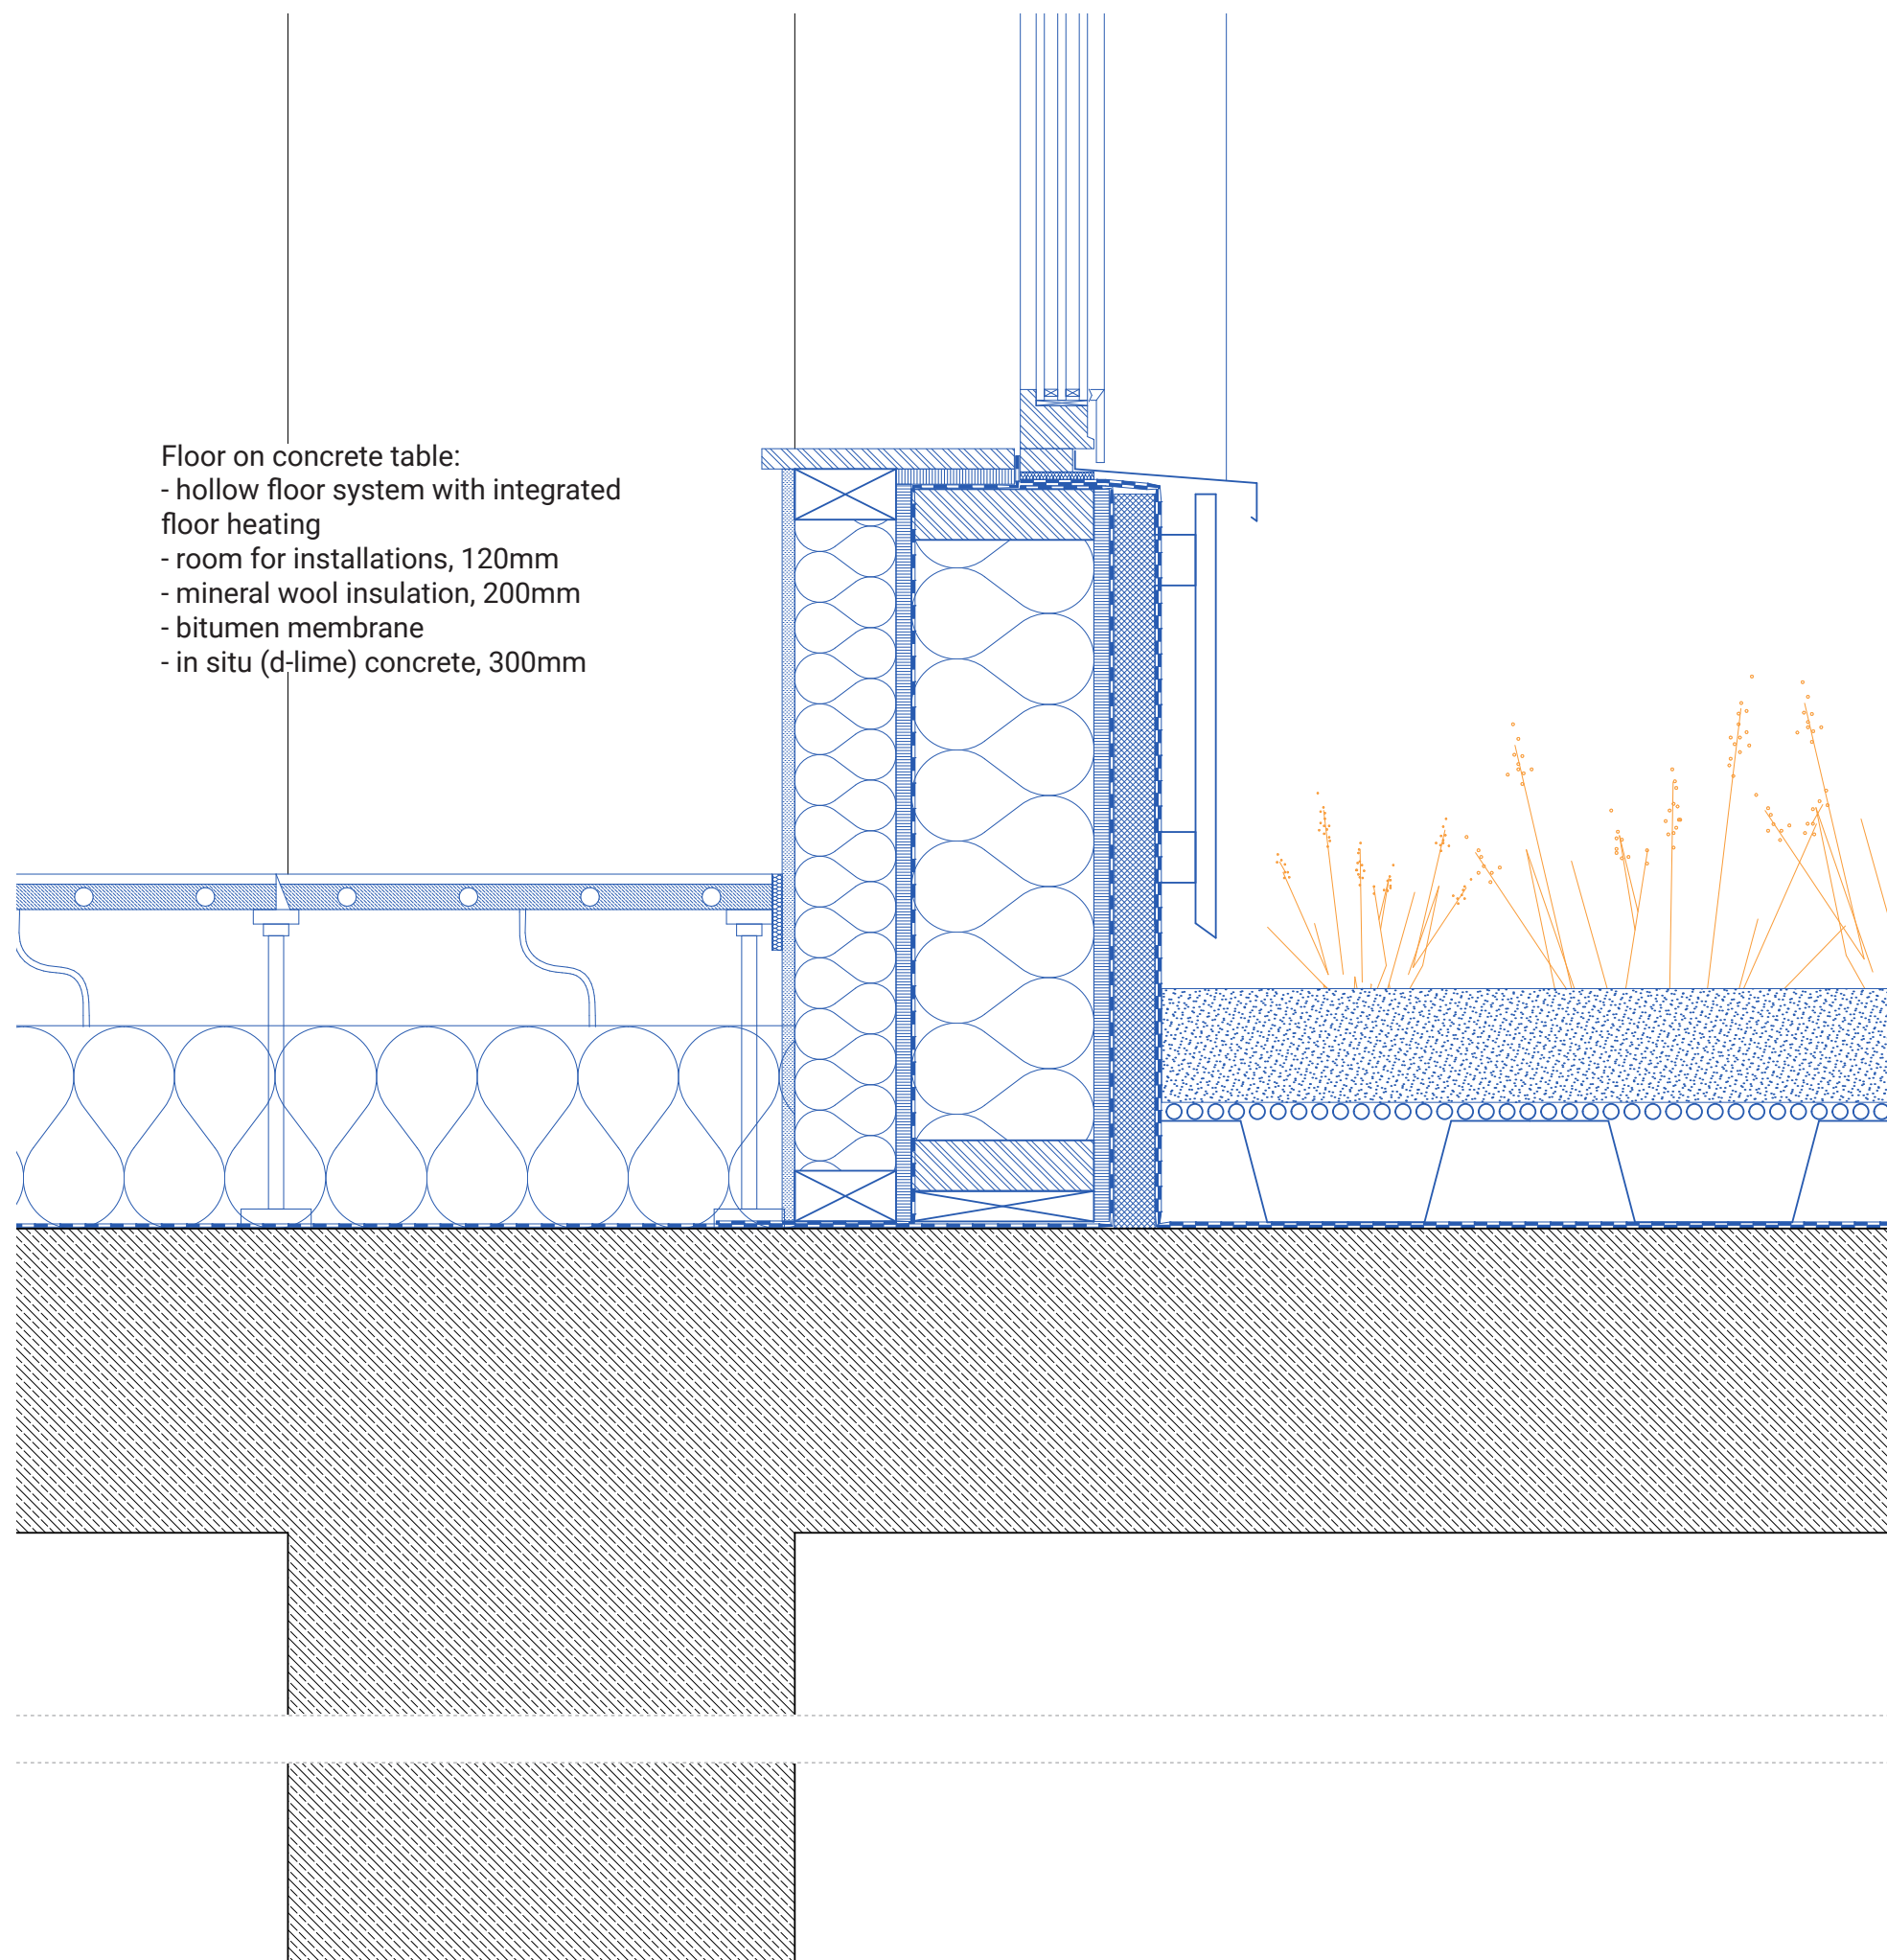 Floor on concrete table:
- hollow floor system with integrated
floor heating
- room for installations, 120mm
- mineral wool insulation, 200mm
- bitumen membrane
- in situ (d-lime) concrete, 300mm